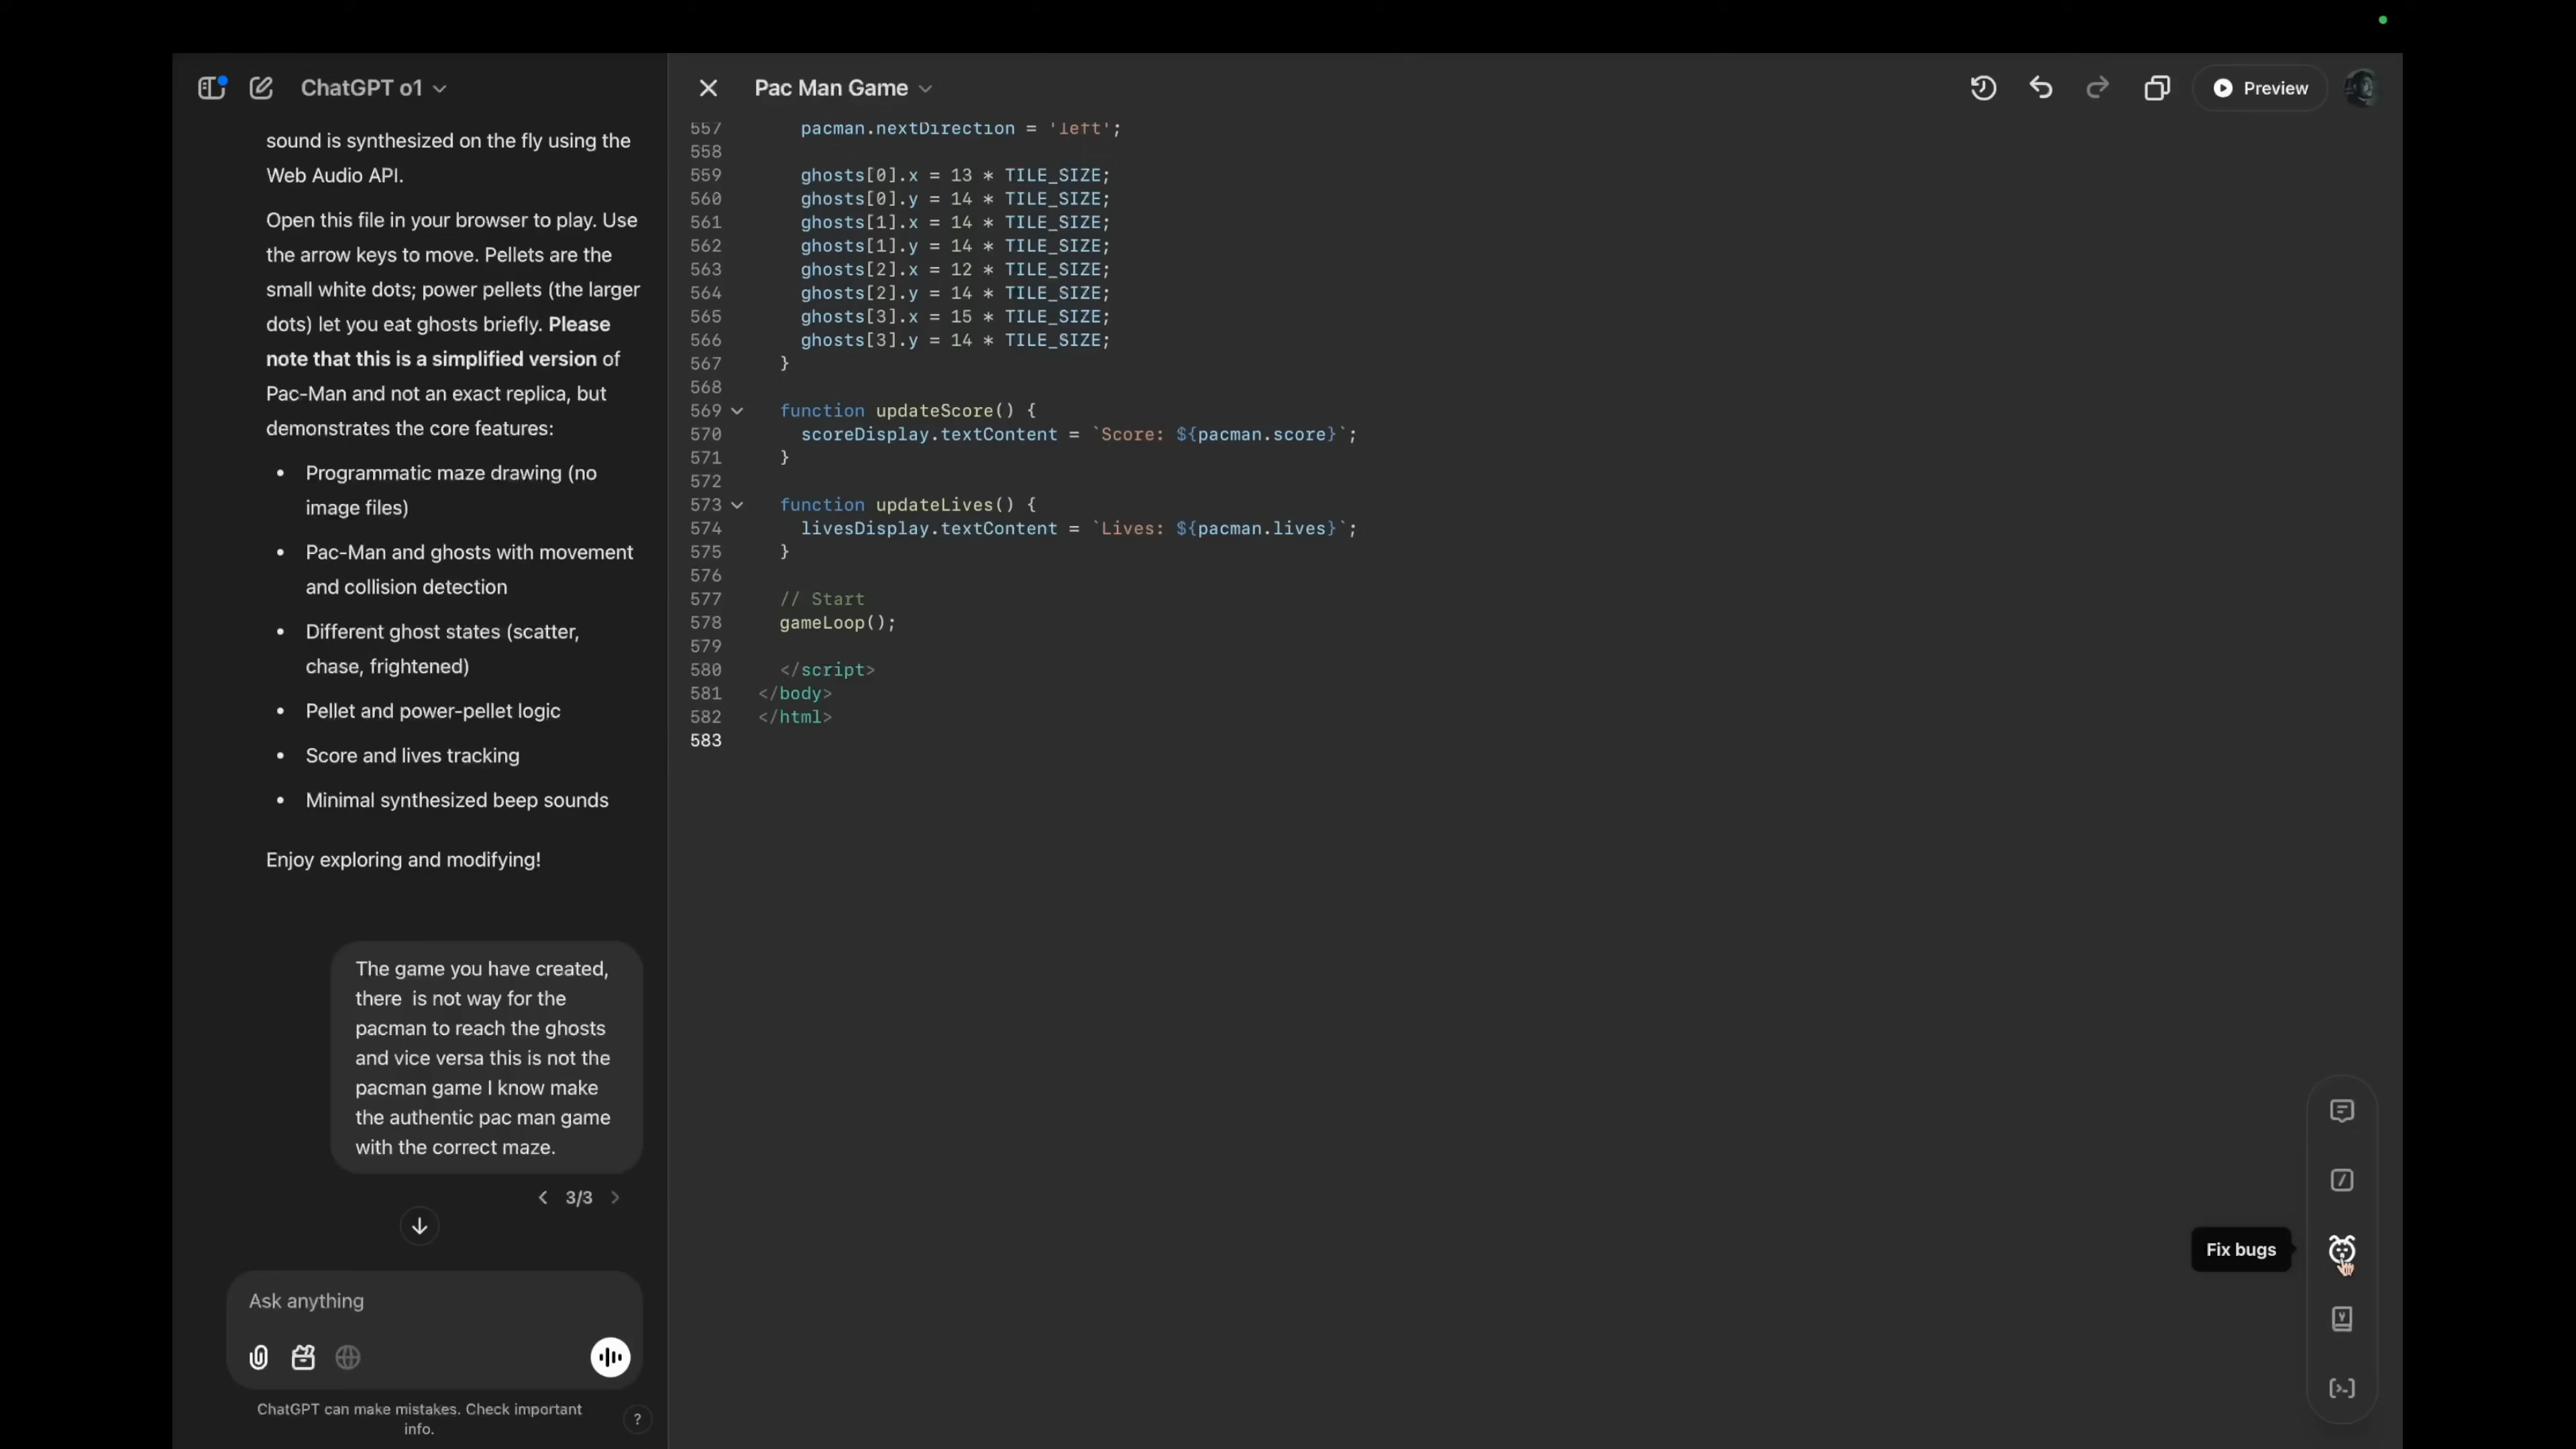 ChatGPT o1
sound is synthesized on the fly using the
Web Audio API.
Open this file in your browser to play. Use
the arrow keys to move. Pellets are the
small white dots; power pellets (the larger
dots) let you eat ghosts briefly. Please
note that this is a simplified version of
Pac-Man and not an exact replica, but
demonstrates the core features:
• Programmatic maze drawing (no
image files)
• Pac-Man and ghosts with movement
and collision detection
• Different ghost states (scatter,
chase, frightened)
• Pellet and power-pellet logic
• Score and lives tracking
• Minimal synthesized beep sounds
Enjoy exploring and modifying!
The game you have created,
there  is not way for the
pacman to reach the ghosts
and vice versa this is not the
pacman game I know make
the authentic pac man game
with the correct maze.
3/3
Ask anything
ChatGPT can make mistakes. Check important
info.
?
Pac Man Game
Preview
557 pacman.nextDirection = 'left';
558
559 ghosts[0].x = 13 * TILE_SIZE;
560 ghosts[0].y = 14 * TILE_SIZE;
561 ghosts[1].x = 14 * TILE_SIZE;
562 ghosts[1].y = 14 * TILE_SIZE;
563 ghosts[2].x = 12 * TILE_SIZE;
564 ghosts[2].y = 14 * TILE_SIZE;
565 ghosts[3].x = 15 * TILE_SIZE;
566 ghosts[3].y = 14 * TILE_SIZE;
567 }
568
569 function updateScore() {
570 scoreDisplay.textContent = `Score: ${pacman.score}`;
571 }
572
573 function updateLives() {
574 livesDisplay.textContent = `Lives: ${pacman.lives}`;
575 }
576
577 // Start
578 gameLoop();
579
580 </script>
581 </body>
582 </html>
583
Fix bugs